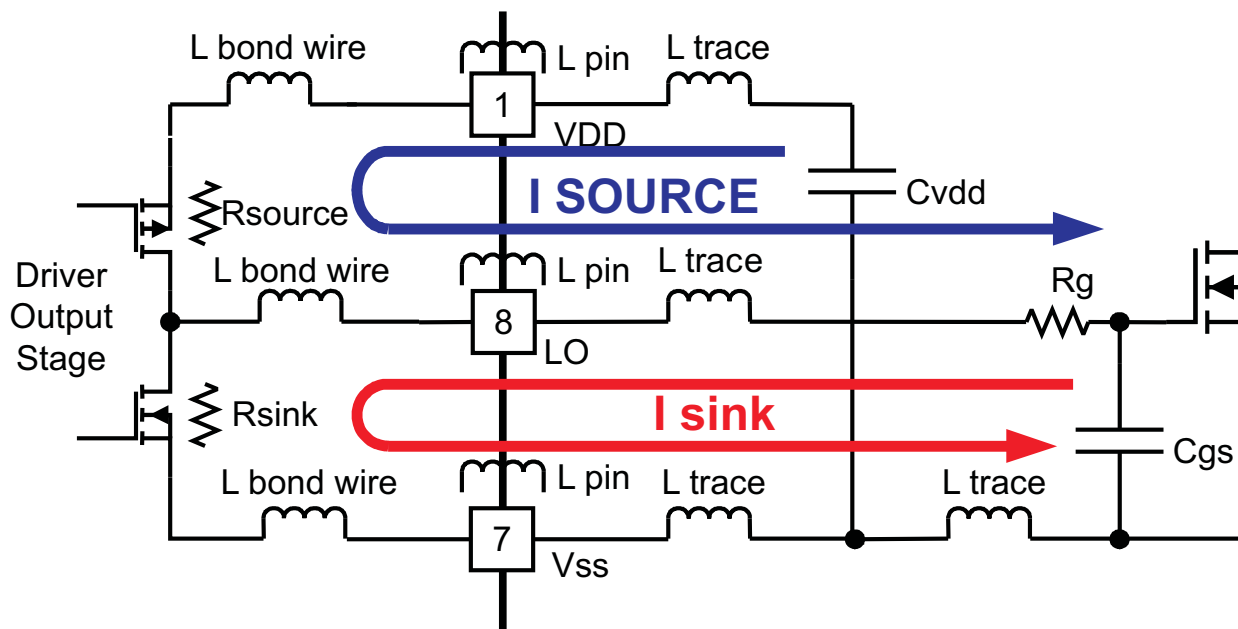 L bond wire
L pin
L trace
1
VDD
I SOURCE
Cvdd
Rsource
L bond wire
L pin
L trace
Rg
Driver
Output
Stage
8
LO
Rsink
I sink
Cgs
L bond wire
L pin
L trace
L trace
7
Vss